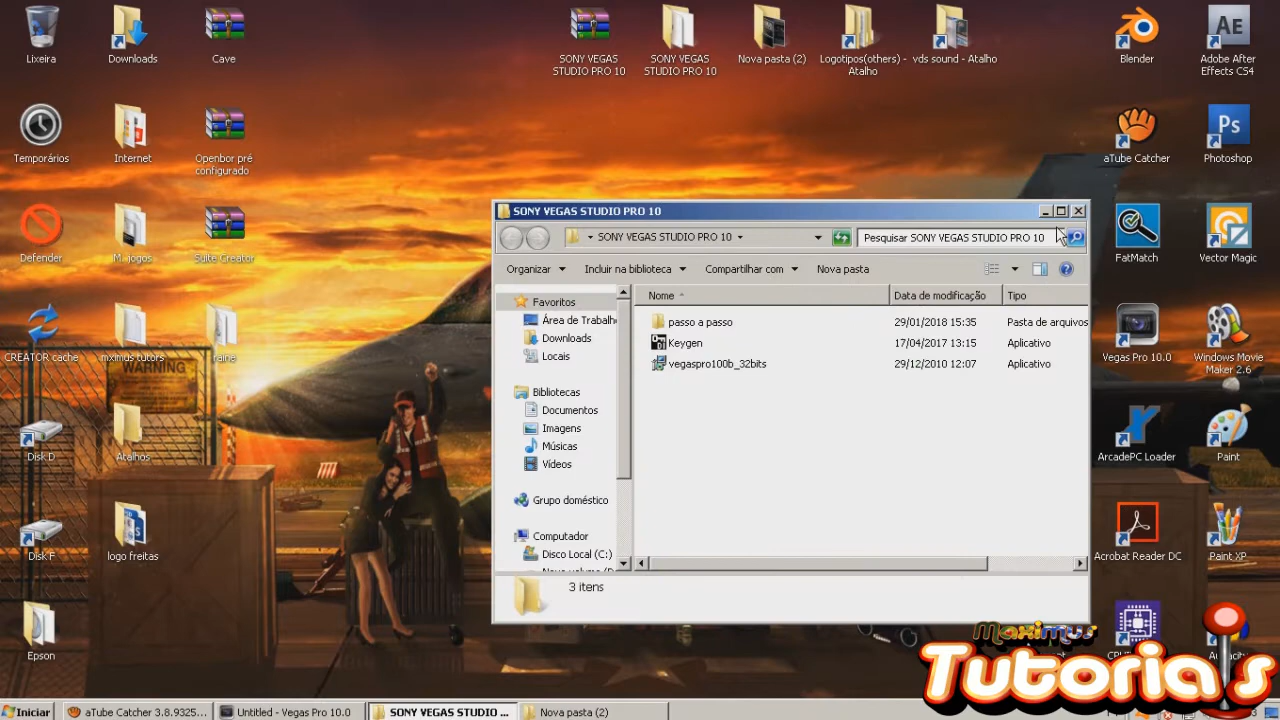 Lixeira
Downloads
Cave
SONY VEGAS
STUDIO PRO 10
SONY VEGAS
STUDIO PRO 10
Nova pasta (2)
Logotipos(others) -
Atalho
vds sound - Atalho
Blender
Adobe After
Effects CS4
Temporários
Internet
Openbor pré
configurado
aTube Catcher
Photoshop
Defender
M. jogos
Suite Creator
FatMatch
Vector Magic
CREATOR cache
mximus tutors
raine
Vegas Pro 10.0
Windows Movie
Maker 2.6
WARNING
Disk D
Atalhos
ArcadePC Loader
Paint
Disk F
logo freitas
Acrobat Reader DC
Paint XP
Epson
SONY VEGAS STUDIO PRO 10
SONY VEGAS STUDIO PRO 10
Pesquisar SONY VEGAS STUDIO PRO 10
Organizar
Incluir na biblioteca
Compartilhar com
Nova pasta
Nome
Data de modificação
Tipo
Favoritos
Área de Trabalh
Downloads
Locais
Bibliotecas
Documentos
Imagens
Músicas
Vídeos
Grupo doméstico
Computador
Disco Local (C:)
passo a passo 29/01/2018 15:35 Pasta de arquivos
Keygen 17/04/2017 13:15 Aplicativo
vegaspro100b_32bits 29/12/2010 12:07 Aplicativo
3 itens
Maximus
Tutoria s
Iniciar
aTube Catcher 3.8.9325...
Untitled - Vegas Pro 10.0
SONY VEGAS STUDIO ...
Nova pasta (2)